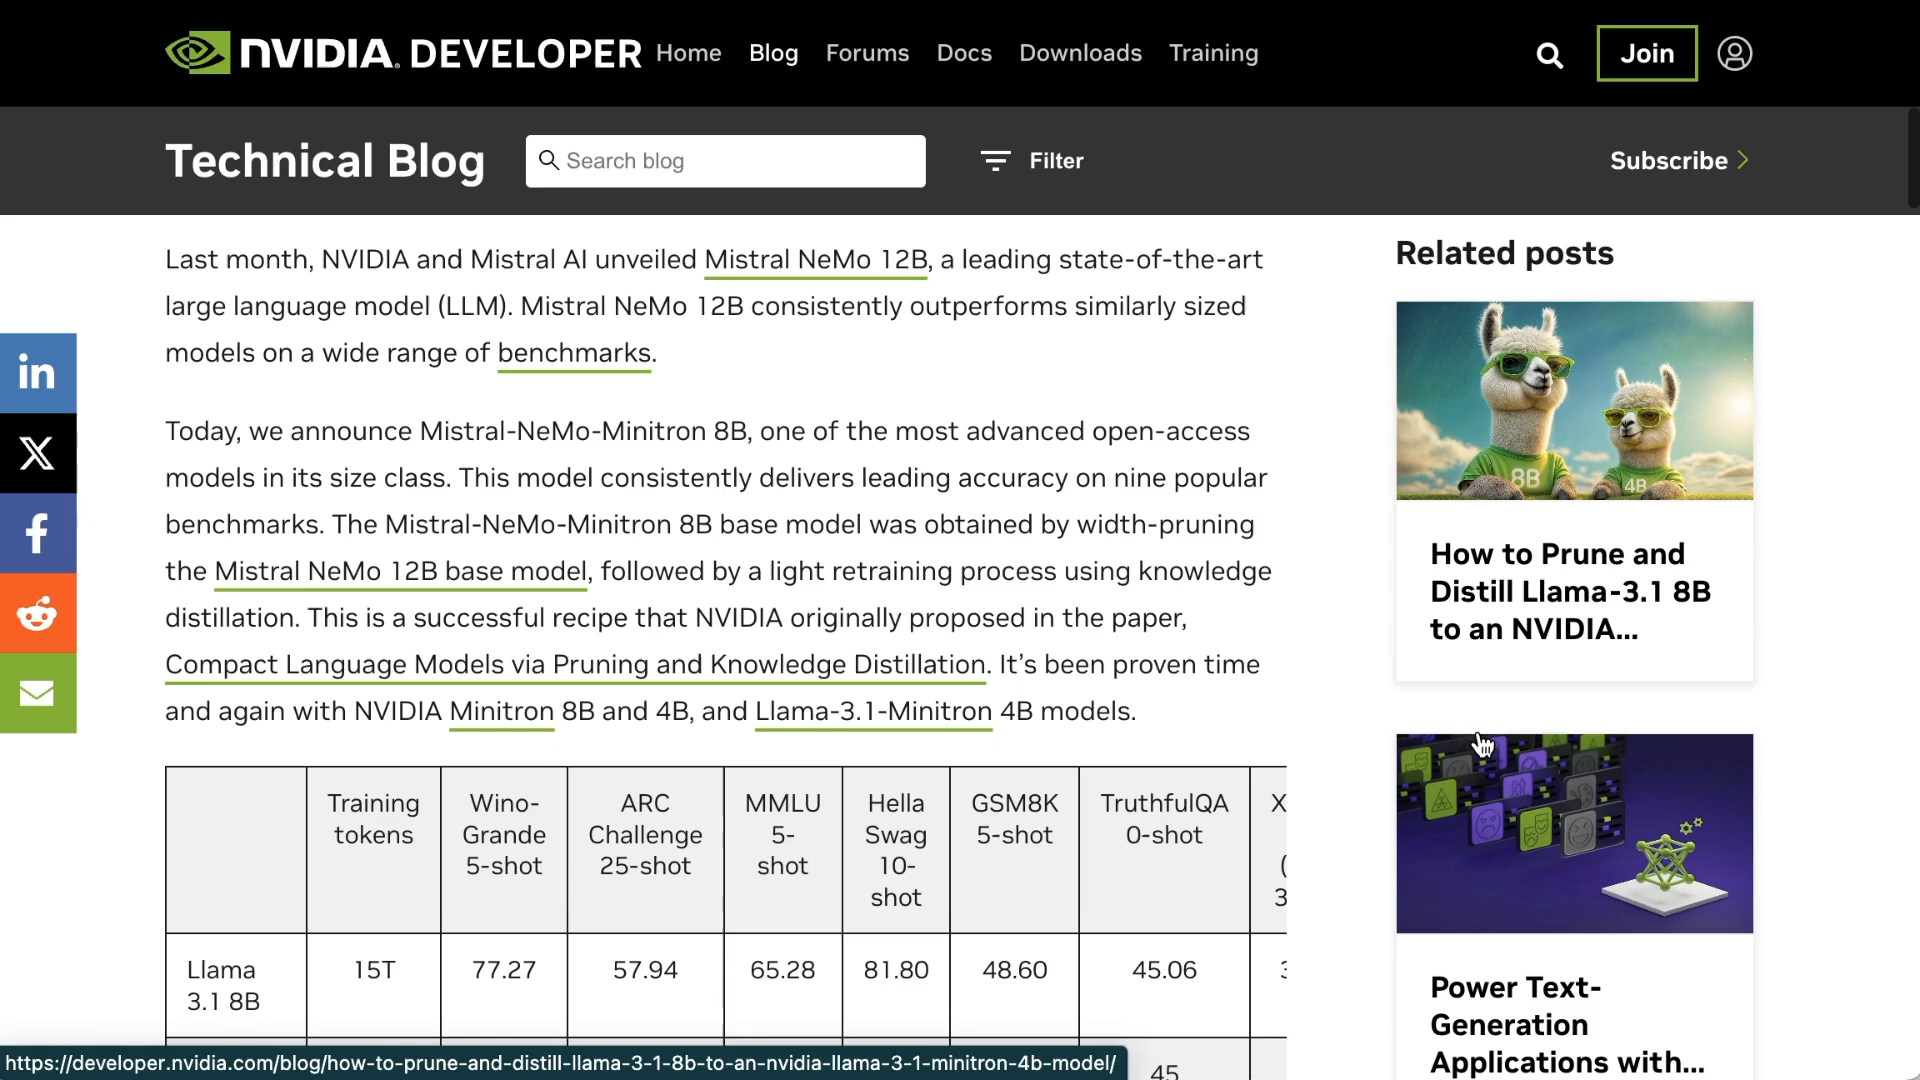 NVIDIA. DEVELOPER Home Blog Forums Docs Downloads Training Join
Technical Blog Search blog Filter Subscribe
Last month, NVIDIA and Mistral AI unveiled Mistral NeMo 12B, a leading state-of-the-art
large language model (LLM). Mistral NeMo 12B consistently outperforms similarly sized
models on a wide range of benchmarks.
Today, we announce Mistral-NeMo-Minitron 8B, one of the most advanced open-access
models in its size class. This model consistently delivers leading accuracy on nine popular
benchmarks. The Mistral-NeMo-Minitron 8B base model was obtained by width-pruning
the Mistral NeMo 12B base model, followed by a light retraining process using knowledge
distillation. This is a successful recipe that NVIDIA originally proposed in the paper,
Compact Language Models via Pruning and Knowledge Distillation. It’s been proven time
and again with NVIDIA Minitron 8B and 4B, and Llama-3.1-Minitron 4B models.
Training
tokens
Wino-
Grande
5-shot
ARC
Challenge
25-shot
MMLU
5-
shot
Hella
Swag
10-
shot
GSM8K
5-shot
TruthfulQA
0-shot
X
(
3
Llama
3.1 8B
15T 77.27 57.94 65.28 81.80 48.60 45.06
45
Related posts
8B
4B
How to Prune and
Distill Llama-3.1 8B
to an NVIDIA...
Power Text-
Generation
Applications with...
in
X
f
https://developer.nvidia.com/blog/how-to-prune-and-distill-llama-3-1-8b-to-an-nvidia-llama-3-1-minitron-4b-model/